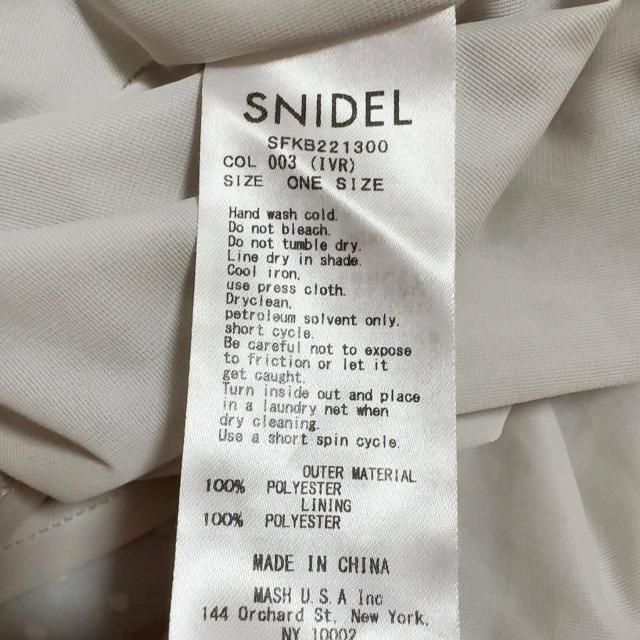 SNIDEL
SFKB221300
COL 003 (IVR)
SIZE ONE SIZE
Hand wash cold.
Do not bleach.
Do not tumble dry.
Line dry in shade.
Cool iron,
use press cloth.
Dryclean,
petroleum solvent only.
short cycle.
Be careful not to expose
to friction or let it
get caught.
Turn inside out and place
in a laundry net when
dry cleaning.
Use a short spin cycle.
OUTER MATERIAL
100% POLYESTER
LINING
100% POLYESTER
MADE IN CHINA
MASH U.S.A Inc
144 Orchard St. New York,
NY 10002